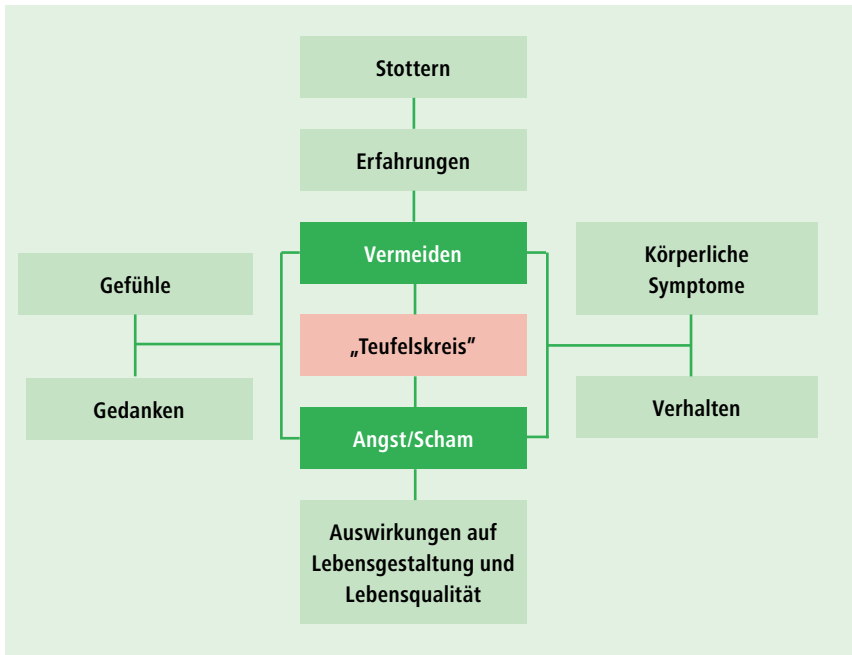 Stottern
Erfahrungen
Vermeiden
Gefühle
Körperliche
Symptome
„Teufelskreis”
Gedanken
Verhalten
Angst/Scham
Auswirkungen auf
Lebensgestaltung und
Lebensqualität